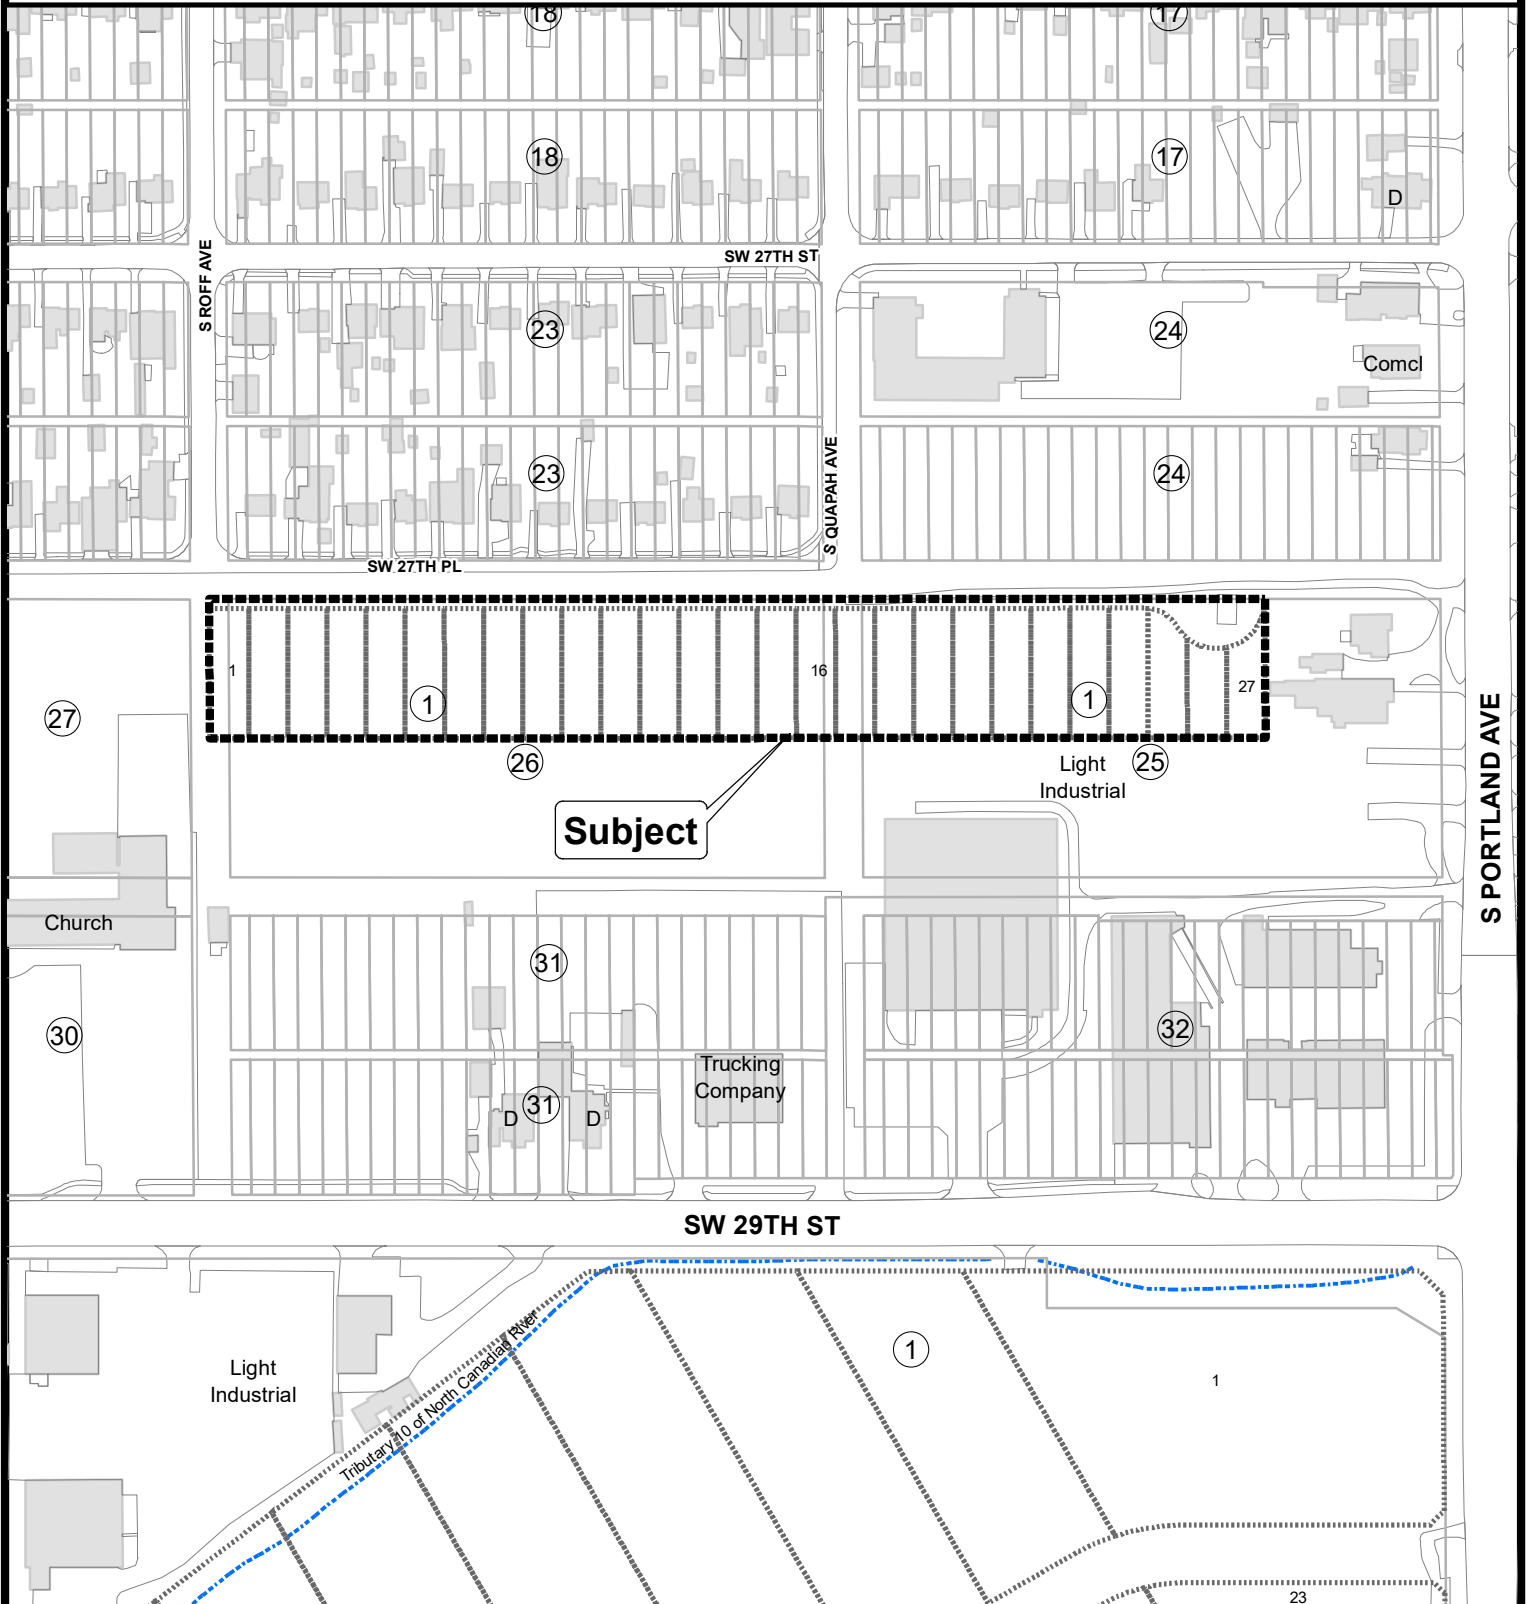 18
17
18
17
D
SW 27TH ST
S ROFF AVE
23
24
Comcl
S QUAPAH AVE
23
24
SW 27TH PL
1
16
27
1
1
27
26
Light
Industrial
25
S PORTLAND AVE
Subject
Church
31
30
32
Trucking
Company
D
31
D
SW 29TH ST
Tributary 10 of North Canadian River
1
Light
Industrial
1
23